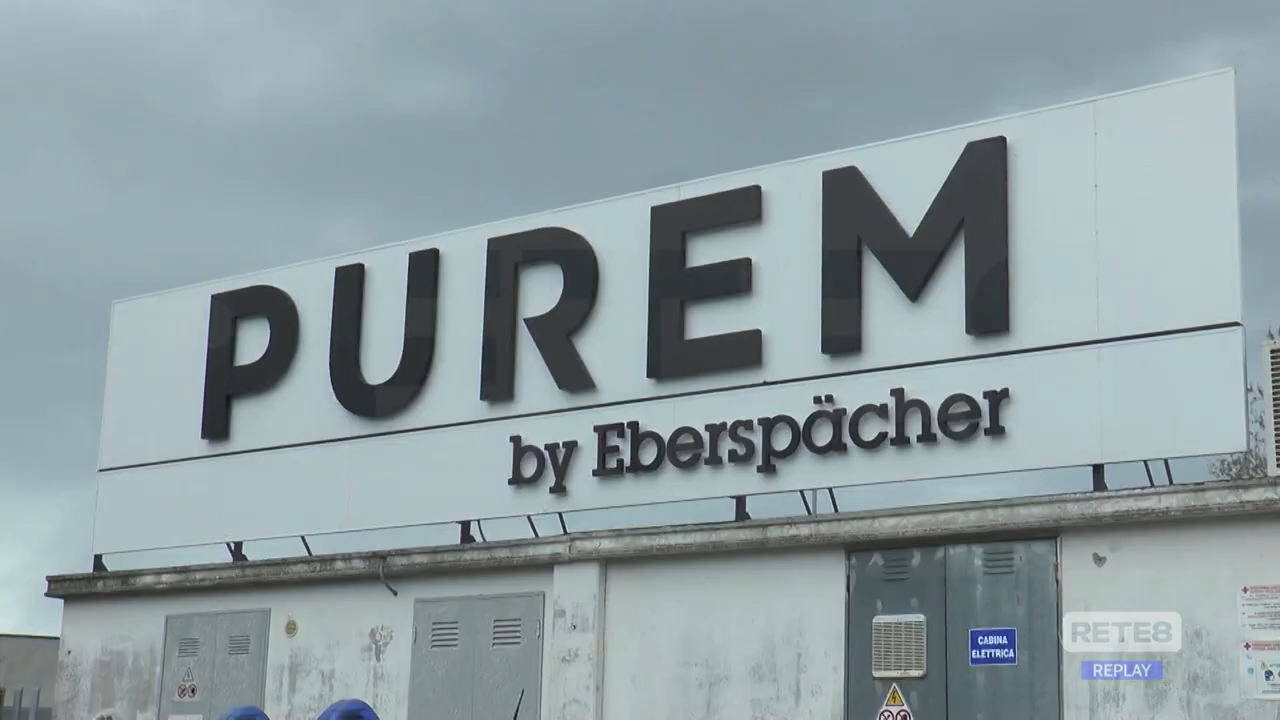 PUREM
by Eberspächer
CABINA
ELETTRICA
RETE8
REPLAY